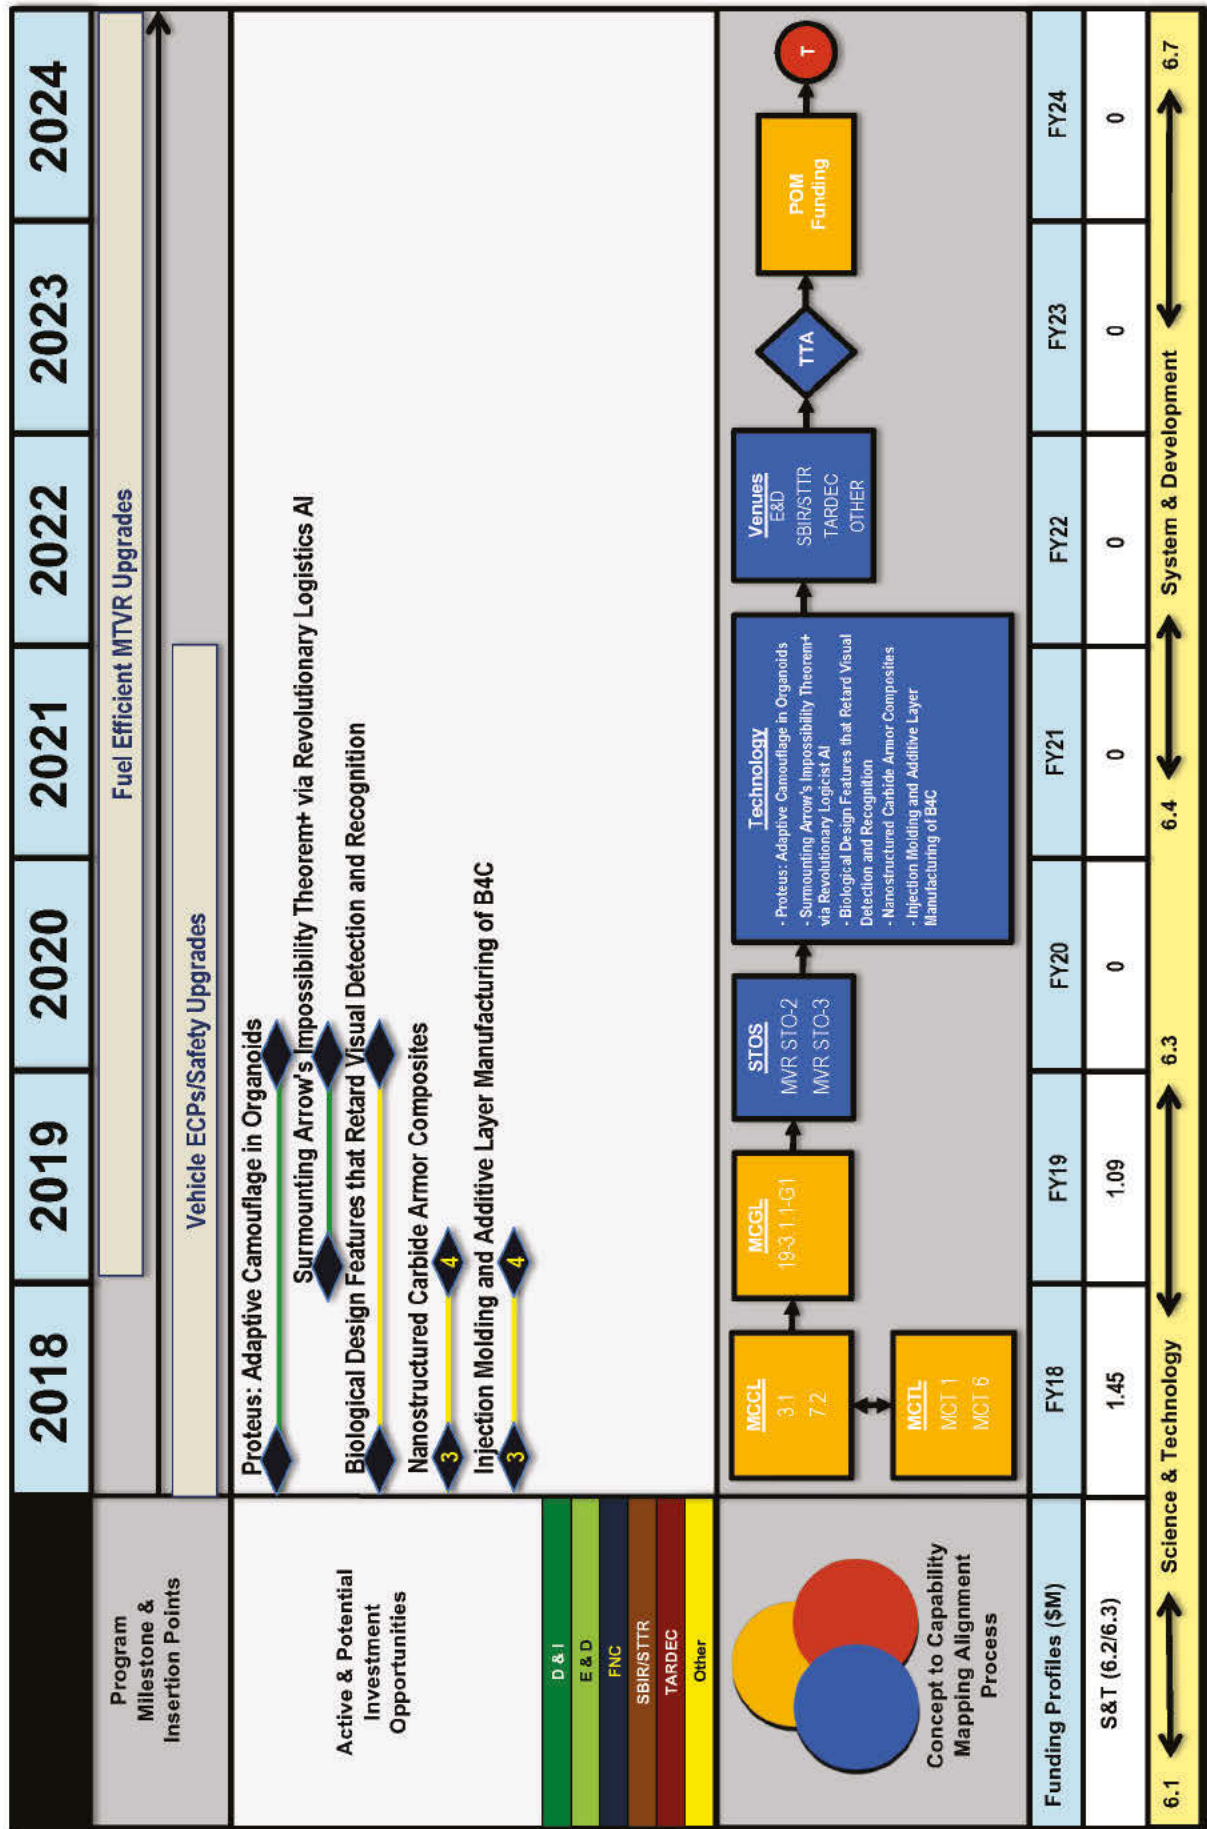 2018
2019
2020
2021
2022
2023
2024
Program
Milestone &
Insertion Points
Fuel Efficient MTVR Upgrades
Vehicle ECPs/Safety Upgrades
Active & Potential
Investment
Opportunities
Proteus: Adaptive Camouflage in Organoids
Surmounting Arrow's Impossibility Theorem+ via Revolutionary Logistics AI
Biological Design Features that Retard Visual Detection and Recognition
Nanostructured Carbide Armor Composites
3
4
Injection Molding and Additive Layer Manufacturing of B4C
3
4
D & I
E & D
FNC
SBIR/STTR
TARDEC
Other
Concept to Capability
Mapping Alignment
Process
MCCL
3.1
7.2
MCTL
MCT 1
MCT 6
MCGL
19-3.1.1-G1
STOS
MVR STO-2
MVR STO-3
Technology
- Proteus: Adaptive Camouflage in Organoids
- Surmounting Arrow's Impossibility Theorem+
via Revolutionary Logicist AI
- Biological Design Features that Retard Visual
Detection and Recognition
- Nanostructured Carbide Armor Composites
- Injection Molding and Additive Layer
Manufacturing of B4C
Venues
E&D
SBIR/STTR
TARDEC
OTHER
TTA
POM
Funding
T
Funding Profiles ($M)
FY18
FY19
FY20
FY21
FY22
FY23
FY24
S&T (6.2/6.3)
1.45
1.09
0
0
0
0
0
6.1
Science & Technology
6.3
6.4
System & Development
6.7